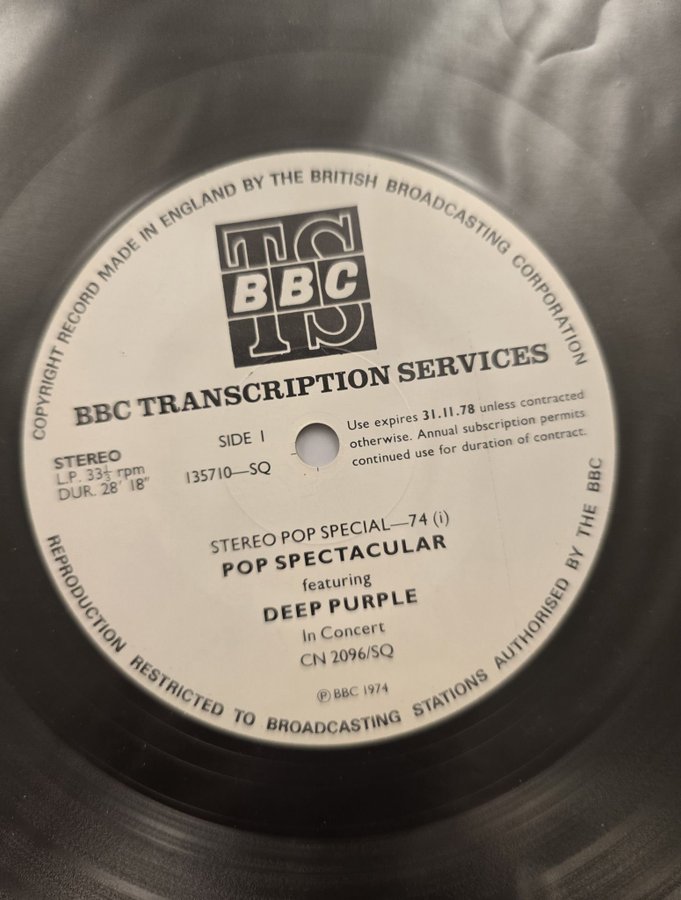 COPYRIGHT RECORD MADE IN ENGLAND BY THE BRITISH BROADCASTING CORPORATION
TS
BBC
TS
BBC TRANSCRIPTION SERVICES
STEREO
L.P. 33⅓ rpm
DUR. 28' 18"
SIDE 1
135710—SQ
Use expires 31.11.78 unless contracted
otherwise. Annual subscription permits
continued use for duration of contract.
STEREO POP SPECIAL—74 (i)
POP SPECTACULAR
featuring
DEEP PURPLE
In Concert
CN 2096/SQ
Ⓟ BBC 1974
REPRODUCTION RESTRICTED TO BROADCASTING STATIONS AUTHORISED BY THE BBC